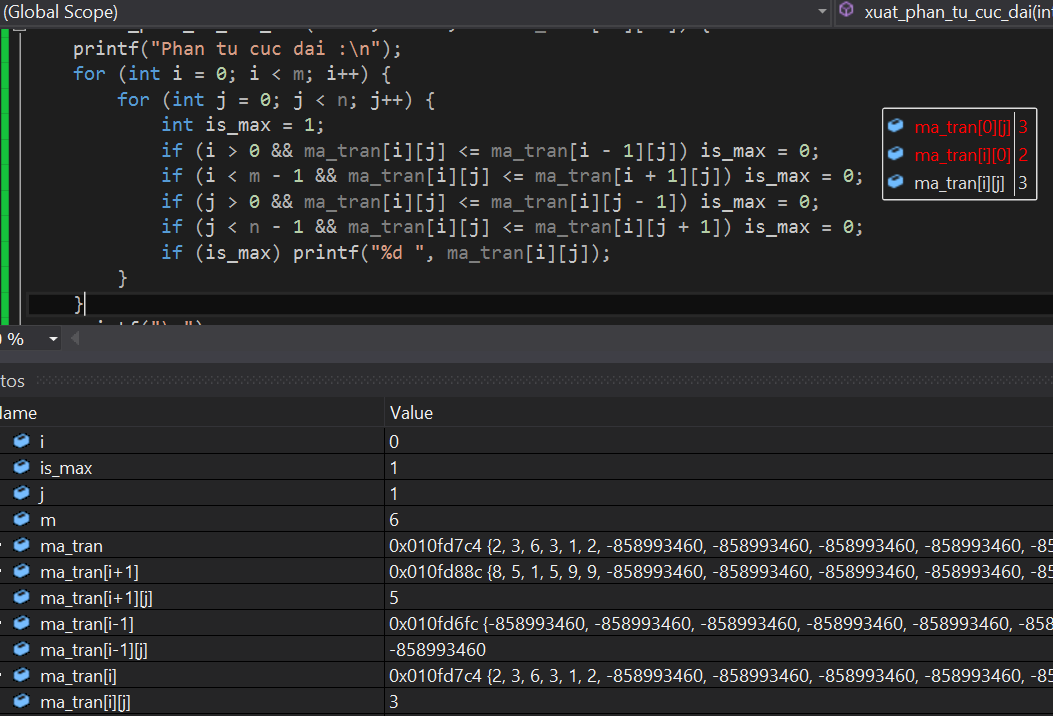 (Global Scope) xuat_phan_tu_cuc_dai(in
printf("Phan tu cuc dai :\n");
for (int i = 0; i < m; i++) {
for (int j = 0; j < n; j++) {
int is_max = 1;
if (i > 0 && ma_tran[i][j] <= ma_tran[i - 1][j]) is_max = 0;
if (i < m - 1 && ma_tran[i][j] <= ma_tran[i + 1][j]) is_max = 0;
if (j > 0 && ma_tran[i][j] <= ma_tran[i][j - 1]) is_max = 0;
if (j < n - 1 && ma_tran[i][j] <= ma_tran[i][j + 1]) is_max = 0;
if (is_max) printf("%d ", ma_tran[i][j]);
}
}
ma_tran[0][j] 3
ma_tran[i][0] 2
ma_tran[i][j] 3
%
tos
Name Value
i 0
is_max 1
j 1
m 6
ma_tran 0x010fd7c4 {2, 3, 6, 3, 1, 2, -858993460, -858993460, -858993460, -858993460, -85
ma_tran[i+1] 0x010fd88c {8, 5, 1, 5, 9, 9, -858993460, -858993460, -858993460, -858993460, -85
ma_tran[i+1][j] 5
ma_tran[i-1] 0x010fd6fc {-858993460, -858993460, -858993460, -858993460, -858993460, -858
ma_tran[i-1][j] -858993460
ma_tran[i] 0x010fd7c4 {2, 3, 6, 3, 1, 2, -858993460, -858993460, -858993460, -858993460, -85
ma_tran[i][j] 3